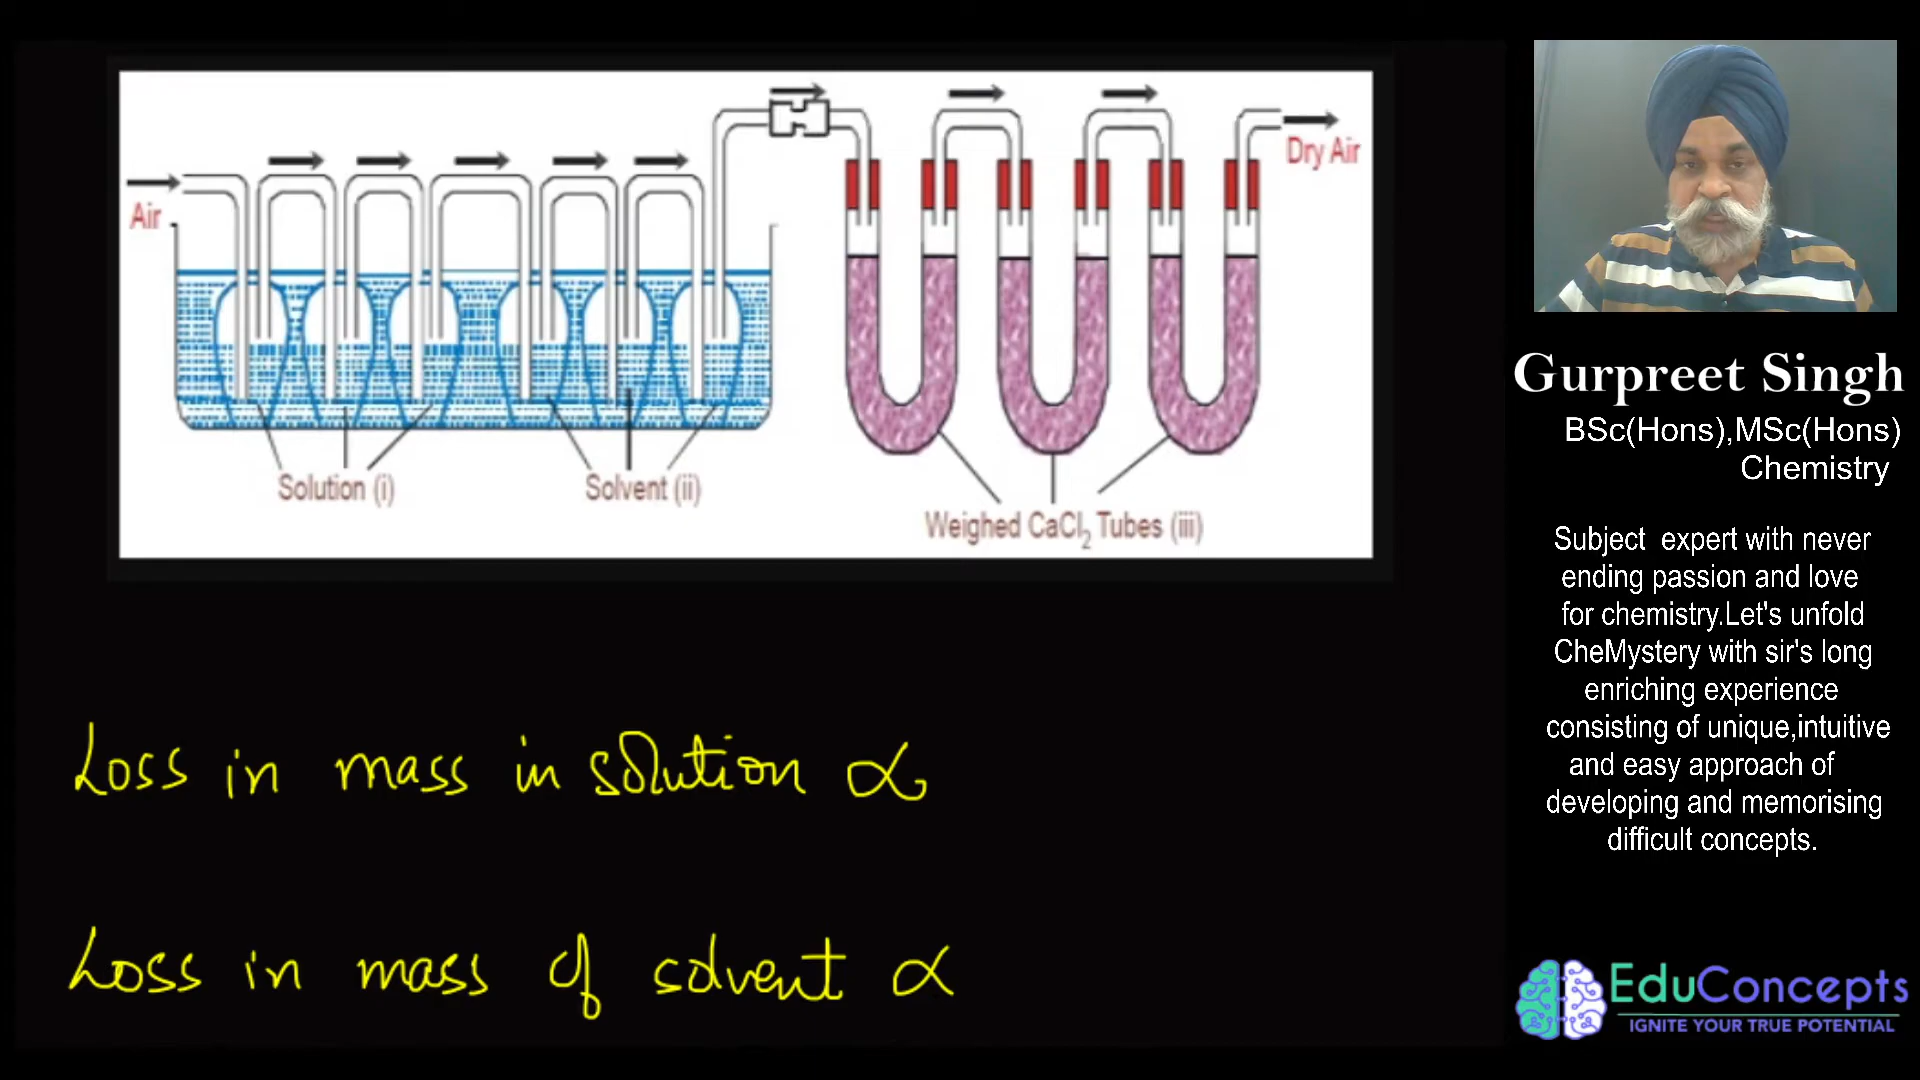 Air
Dry Air
Solution (i)
Solvent (ii)
Weighed CaCl₂ Tubes (iii)
Loss in mass in solution ∝
Loss in mass of solvent ∝
Gurpreet Singh
BSc(Hons),MSc(Hons)
Chemistry
Subject expert with never
ending passion and love
for chemistry.Let's unfold
CheMystery with sir's long
enriching experience
consisting of unique,intuitive
and easy approach of
developing and memorising
difficult concepts.
EduConcepts
IGNITE YOUR TRUE POTENTIAL